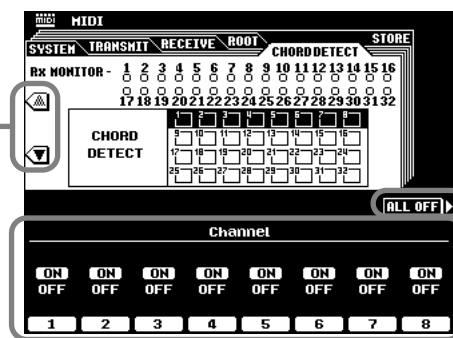 MIDI MIDI
SYSTEM TRANSMIT RECEIVE ROOT CHORD DETECT STORE
RX MONITOR - 1 2 3 4 5 6 7 8 9 10 11 12 13 14 15 16
17 18 19 20 21 22 23 24 25 26 27 28 29 30 31 32
CHORD DETECT
1 2 3 4 5 6 7 8
9 10 11 12 13 14 15 16
17 18 19 20 21 22 23 24
25 26 27 28 29 30 31 32
ALL OFF
Channel
ON ON ON ON ON ON ON ON
OFF OFF OFF OFF OFF OFF OFF OFF
1 2 3 4 5 6 7 8